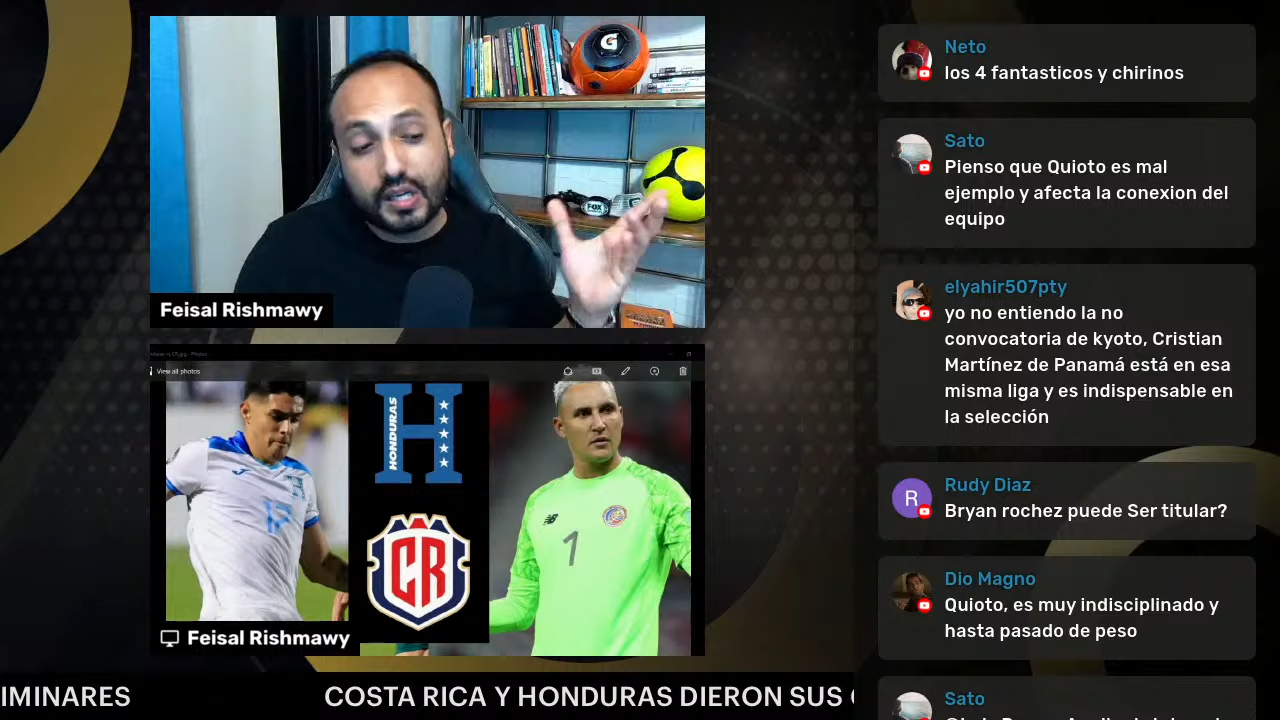 G
FOX
Feisal Rishmawy
View all photos
HONDURAS
H
12
CR
1
Feisal Rishmawy
IMINARES
COSTA RICA Y HONDURAS DIERON SUS
Neto
los 4 fantasticos y chirinos
Sato
Pienso que Quioto es mal
ejemplo y afecta la conexion del
equipo
elyahir507pty
yo no entiendo la no
convocatoria de kyoto, Cristian
Martínez de Panamá está en esa
misma liga y es indispensable en
la selección
R
Rudy Diaz
Bryan rochez puede Ser titular?
Dio Magno
Quioto, es muy indisciplinado y
hasta pasado de peso
Sato